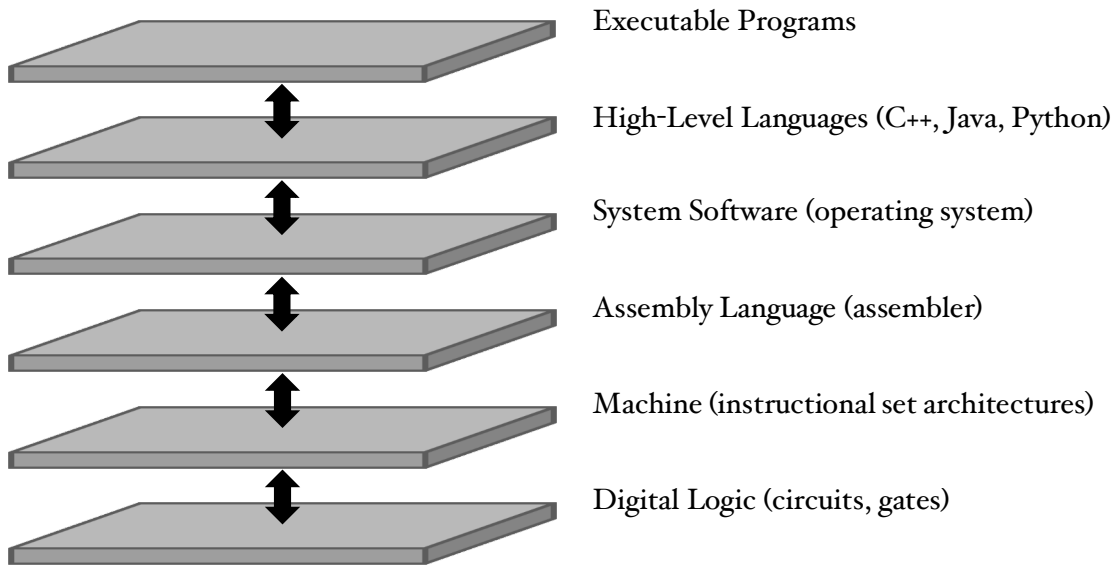 Executable Programs
High-Level Languages (C++, Java, Python)
System Software (operating system)
Assembly Language (assembler)
Machine (instructional set architectures)
Digital Logic (circuits, gates)